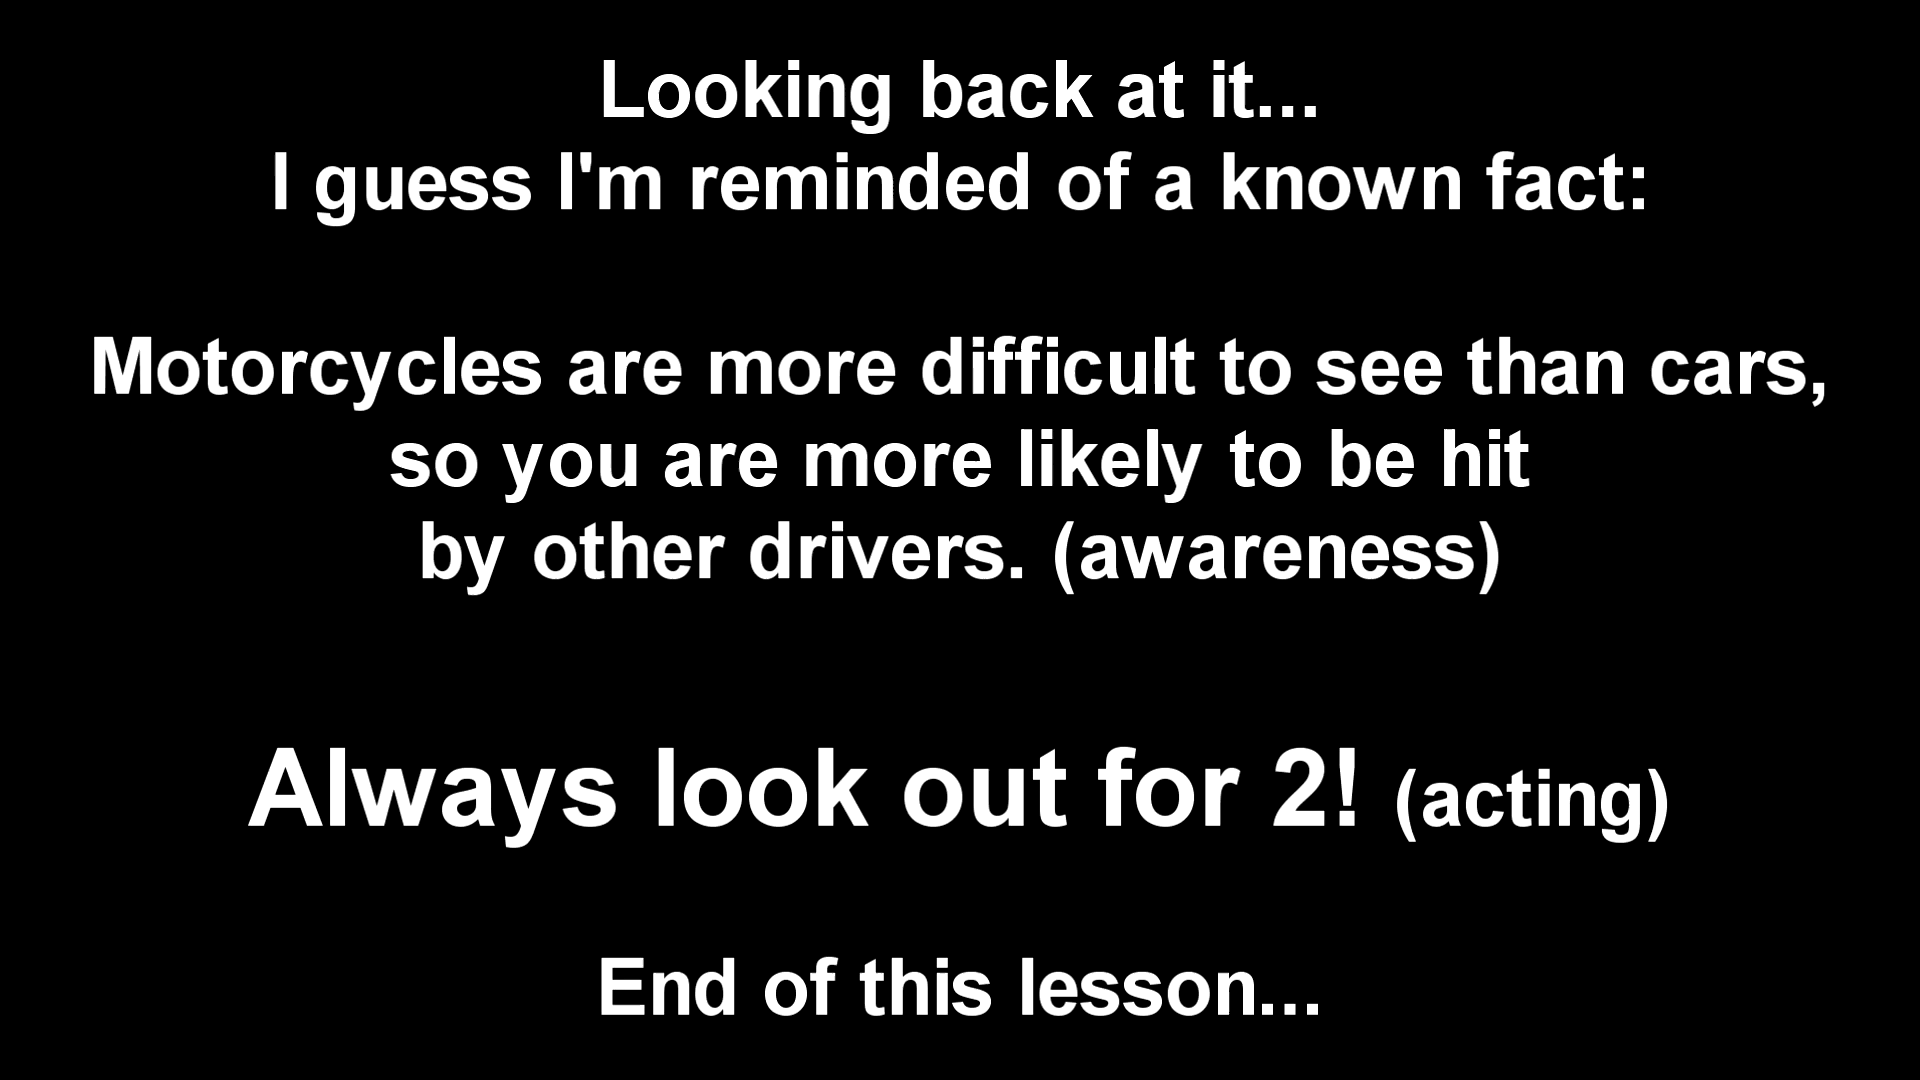 Looking back at it...
I guess I'm reminded of a known fact:
Motorcycles are more difficult to see than cars,
so you are more likely to be hit
by other drivers. (awareness)
Always look out for 2! (acting)
End of this lesson...